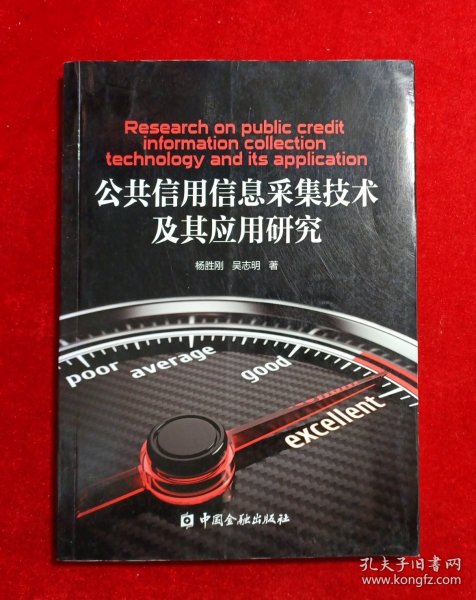 Research on public credit
information collection
technology and its application
公共信用信息采集技术
及其应用研究
杨胜刚 吴志明 著
poor average good excellent
中国金融出版社
孔夫子旧书网
www.kongfz.com